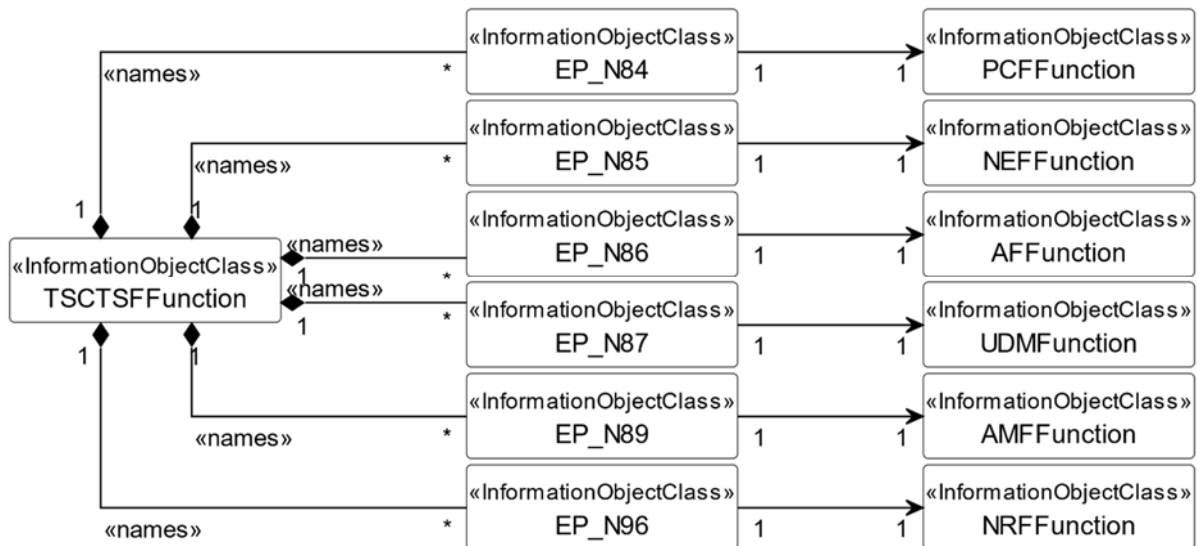 «InformationObjectClass»
EP_N84
«InformationObjectClass»
PCFFunction
«names»
*
1
1
«InformationObjectClass»
EP_N85
«InformationObjectClass»
NEFFunction
«names»
*
1
1
1
1
«InformationObjectClass»
EP_N86
«InformationObjectClass»
AFFunction
«names»
1
*
1
1
«InformationObjectClass»
TSCTSFFunction
«names»
1
*
«InformationObjectClass»
EP_N87
«InformationObjectClass»
UDMFunction
1
1
1
1
«InformationObjectClass»
EP_N89
«InformationObjectClass»
AMFFunction
«names»
*
1
1
«InformationObjectClass»
EP_N96
«InformationObjectClass»
NRFFunction
«names»
*
1
1